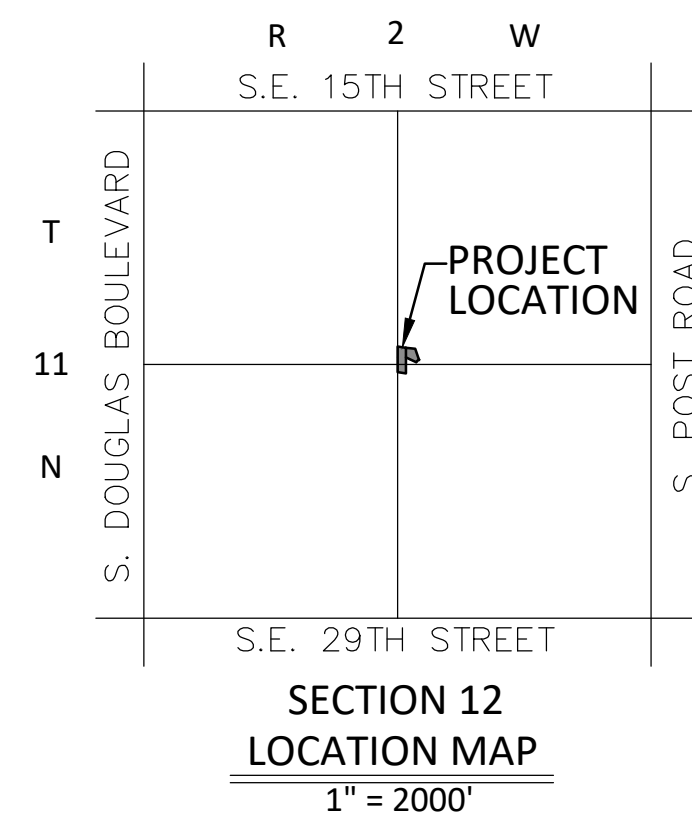 R 2 W
S.E. 15TH STREET
T
11
N
S. DOUGLAS BOULEVARD
PROJECT
LOCATION
S. POST ROAD
S.E. 29TH STREET
SECTION 12
LOCATION MAP
1" = 2000'